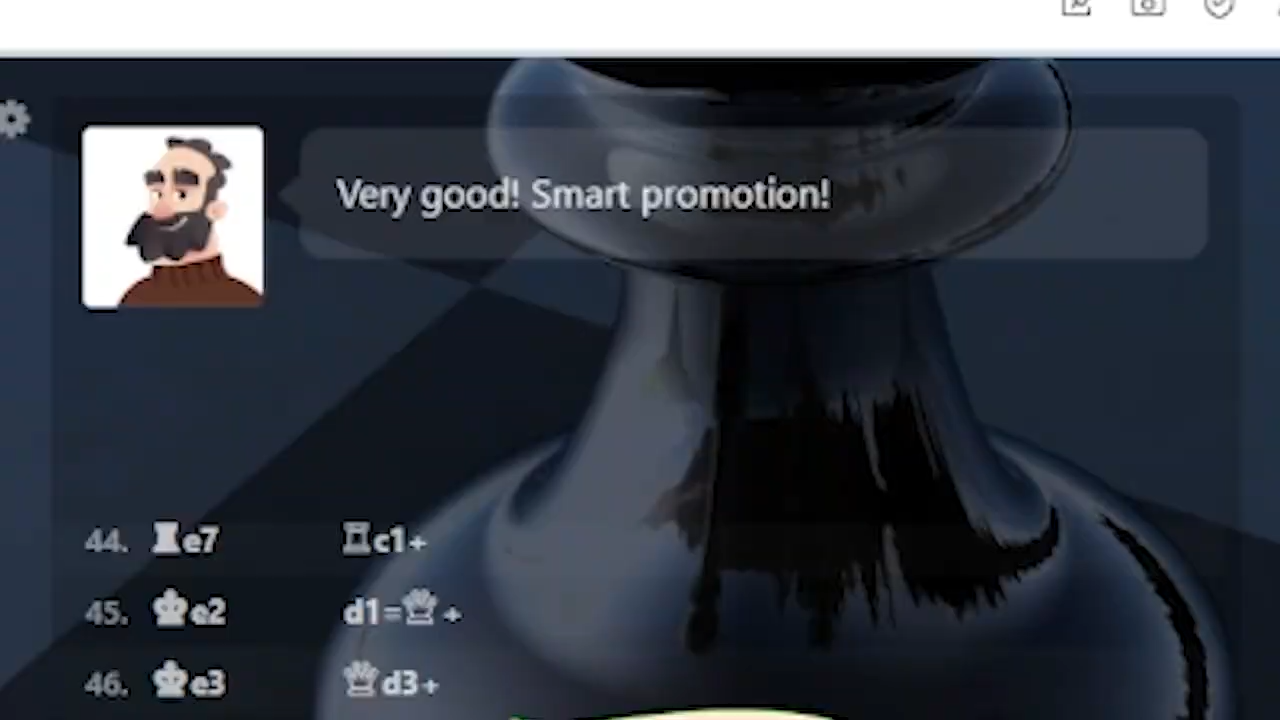 Very good! Smart promotion!
44. ♜e7 ♖c1+
45. ♚e2 d1=♕+
46. ♚e3 ♕d3+